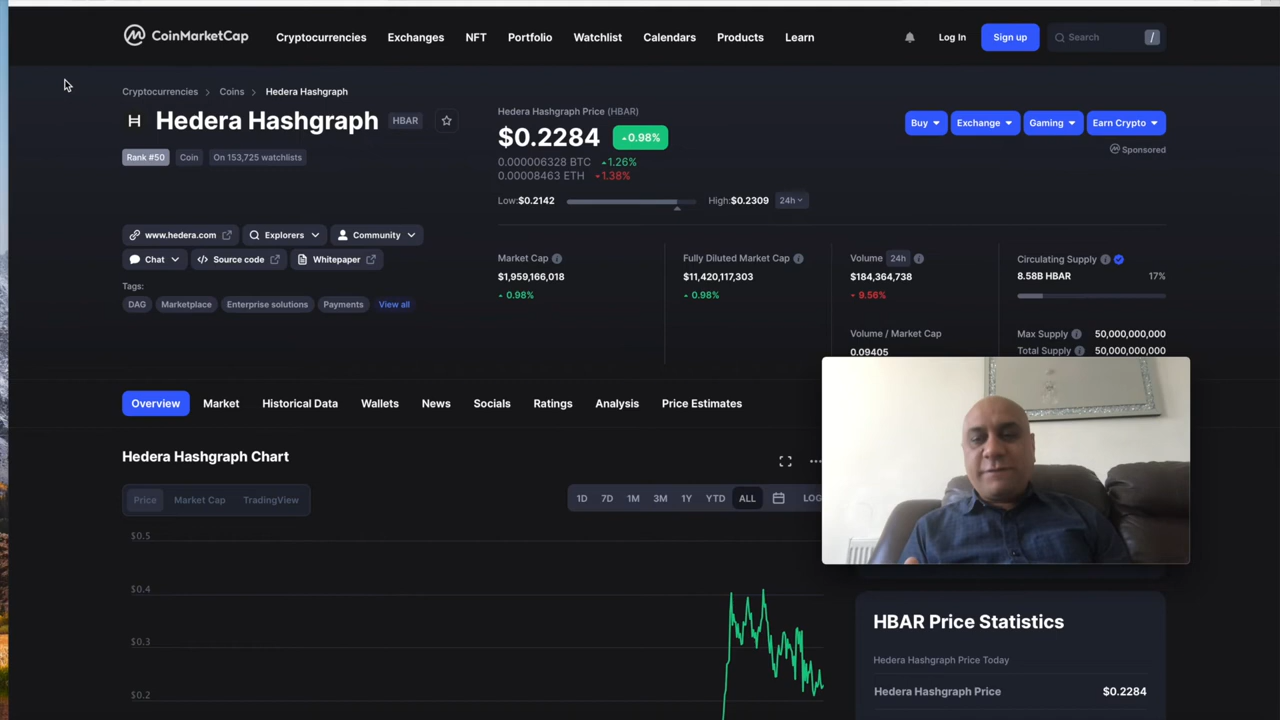 CoinMarketCap Cryptocurrencies Exchanges NFT Portfolio Watchlist Calendars Products Learn Log In Sign up Search /
Cryptocurrencies > Coins > Hedera Hashgraph
Hedera Hashgraph HBAR
Rank #50 Coin On 153,725 watchlists
www.hedera.com Explorers Community
Chat Source code Whitepaper
Tags:
DAG Marketplace Enterprise solutions Payments View all
Hedera Hashgraph Price (HBAR)
$0.2284 0.98%
0.000006328 BTC 1.26%
0.00008463 ETH 1.38%
Low:$0.2142 High:$0.2309 24h
Buy Exchange Gaming Earn Crypto
Sponsored
Market Cap
$1,959,166,018
0.98%
Fully Diluted Market Cap
$11,420,117,303
0.98%
Volume 24h
$184,364,738
9.56%
Volume / Market Cap
0.09405
Circulating Supply
8.58B HBAR 17%
Max Supply 50,000,000,000
Total Supply 50,000,000,000
Overview Market Historical Data Wallets News Socials Ratings Analysis Price Estimates
Hedera Hashgraph Chart
Price Market Cap TradingView
1D 7D 1M 3M 1Y YTD ALL LOG
$0.5
$0.4
$0.3
$0.2
HBAR Price Statistics
Hedera Hashgraph Price Today
Hedera Hashgraph Price $0.2284